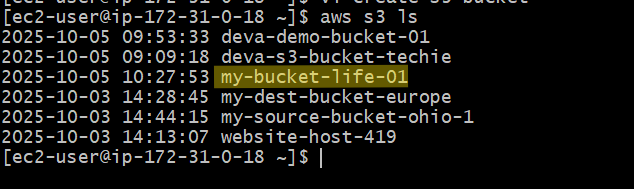 [ec2-user@ip-172-31-0-18 ~]$ aws s3 ls
2025-10-05 09:53:33 deva-demo-bucket-01
2025-10-05 09:09:18 deva-s3-bucket-techie
2025-10-05 10:27:53 my-bucket-life-01
2025-10-03 14:28:45 my-dest-bucket-europe
2025-10-03 14:44:15 my-source-bucket-ohio-1
2025-10-03 14:13:07 website-host-419
[ec2-user@ip-172-31-0-18 ~]$